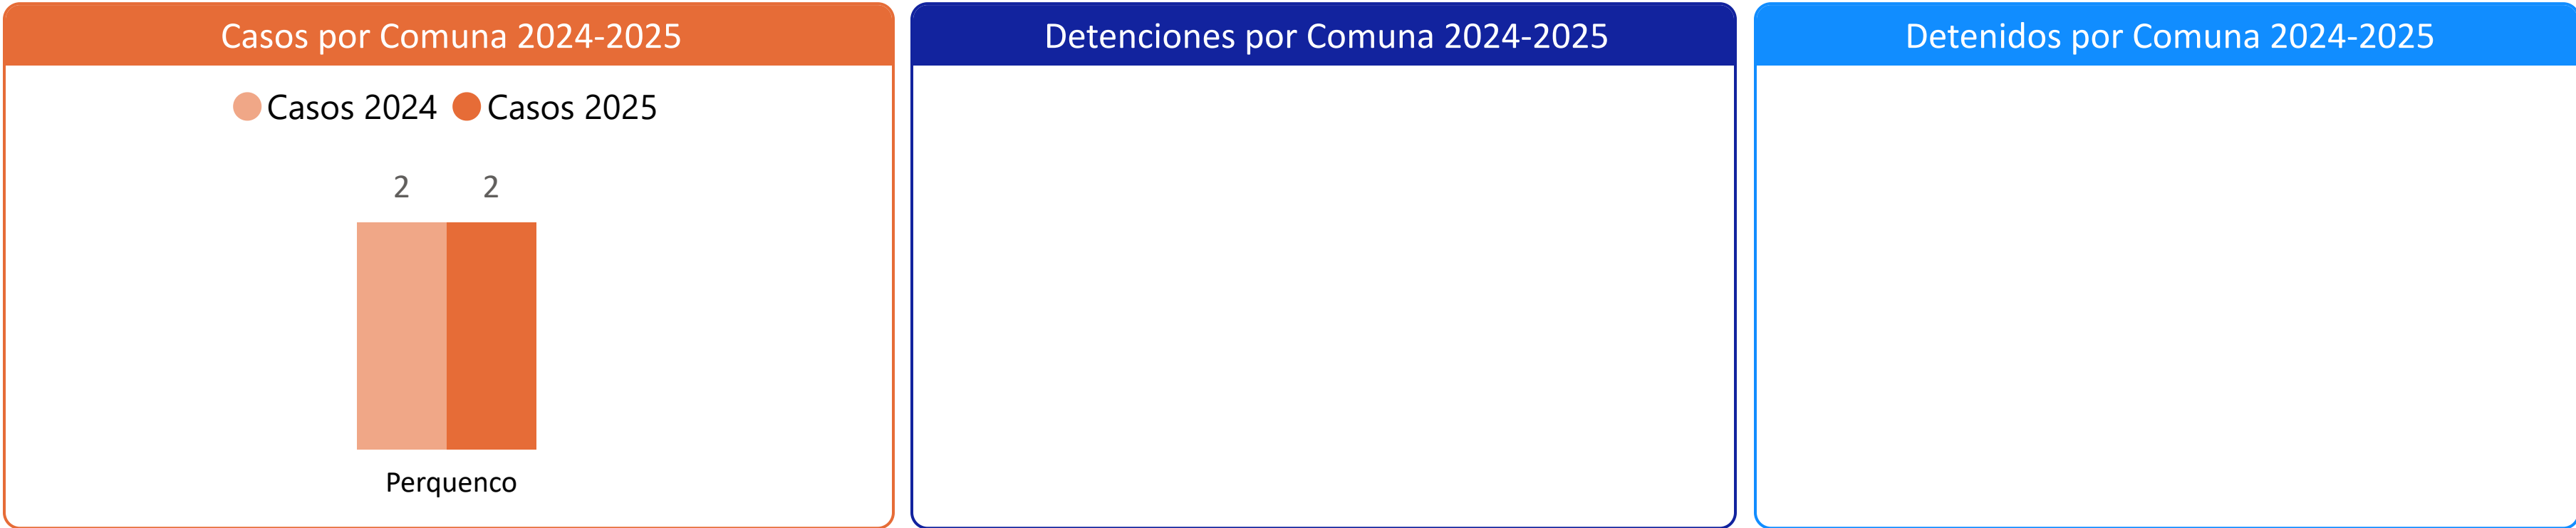 Casos por Comuna 2024-2025
Casos 2024 Casos 2025
2 2
Perquenco
Detenciones por Comuna 2024-2025
Detenidos por Comuna 2024-2025